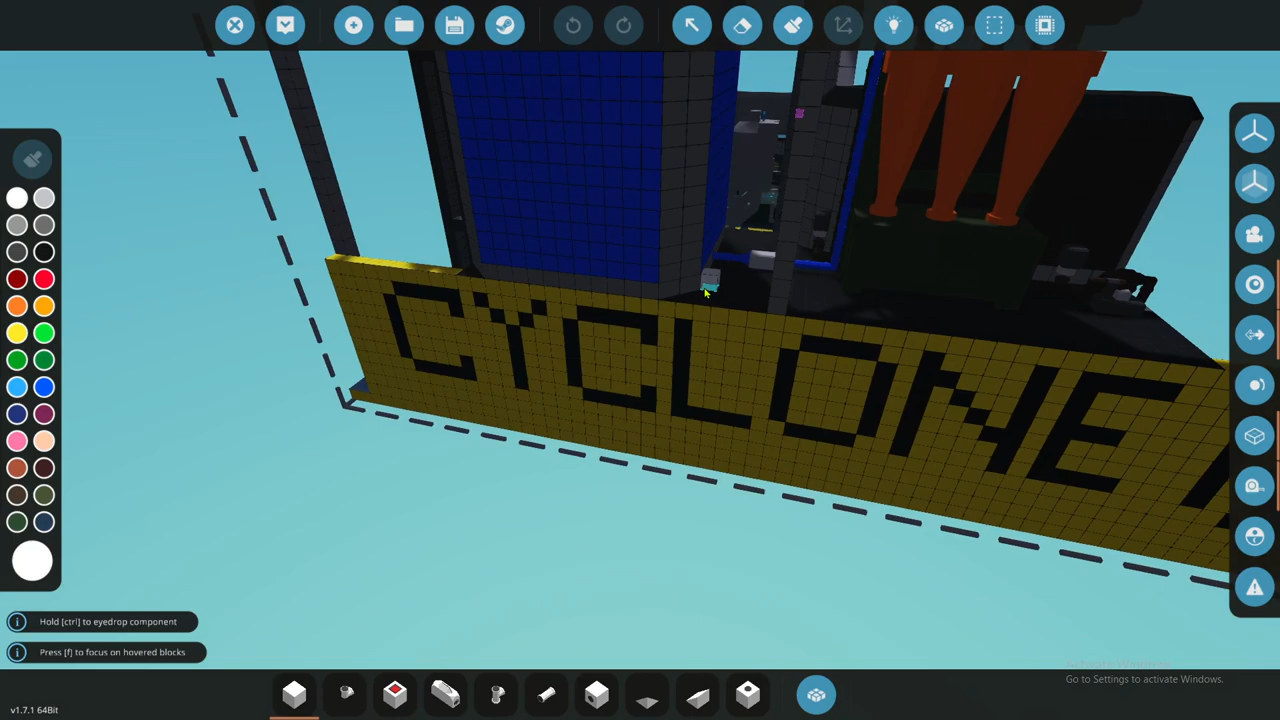 CYCLONE
Hold [ctrl] to eyedrop component
Press [f] to focus on hovered blocks
Go to Settings to activate Windows.
v1.7.1 64Bit